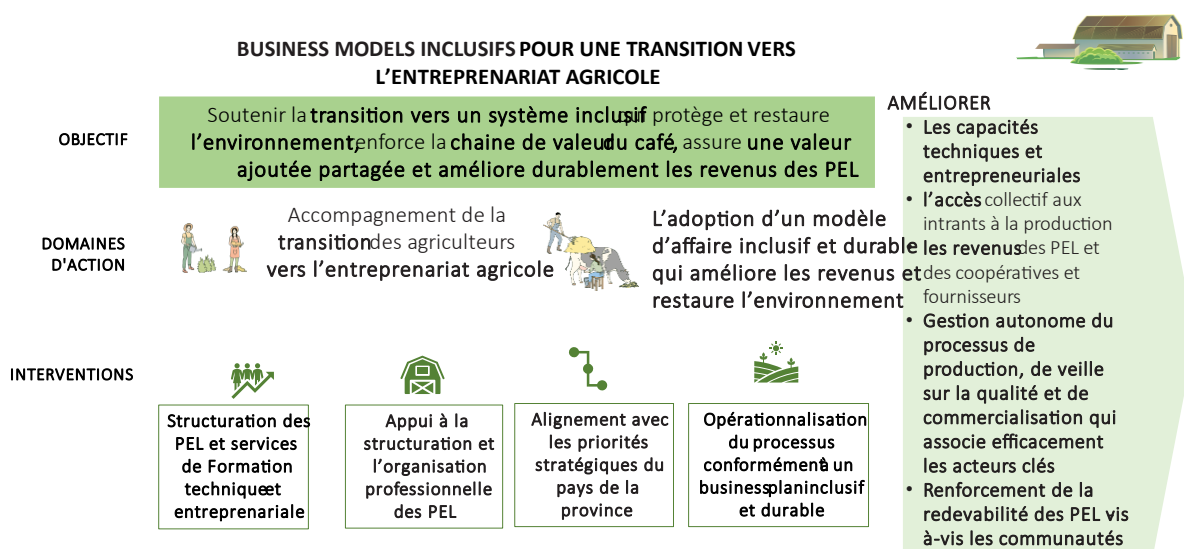 BUSINESS MODELS INCLUSIFS POUR UNE TRANSITION VERS
L’ENTREPRENARIAT AGRICOLE
OBJECTIF
Soutenir la transition vers un système inclusif qui protège et restaure
l’environnement, renforce la chaine de valeur du café, assure une valeur
ajoutée partagée et améliore durablement les revenus des PEL
DOMAINES
D'ACTION
Accompagnement de la
transition des agriculteurs
vers l’entreprenariat agricole
L’adoption d’un modèle
d’affaire inclusif et durable
qui améliore les revenus et
restaure l’environnement
INTERVENTIONS
Structuration des
PEL et services
de Formation
technique et
entreprenariale
Appui à la
structuration et
l’organisation
professionnelle
des PEL
Alignement avec
les priorités
stratégiques du
pays de la
province
Opérationnalisation
du processus
conformément à un
business plan inclusif
et durable
AMÉLIORER
• Les capacités
techniques et
entrepreneuriales
• l’accès collectif aux
intrants à la production
• les revenus des PEL et
des coopératives et
fournisseurs
• Gestion autonome du
processus de
production, de veille
sur la qualité et de
commercialisation qui
associe efficacement
les acteurs clés
• Renforcement de la
redevabilité des PEL vis
à-vis les communautés